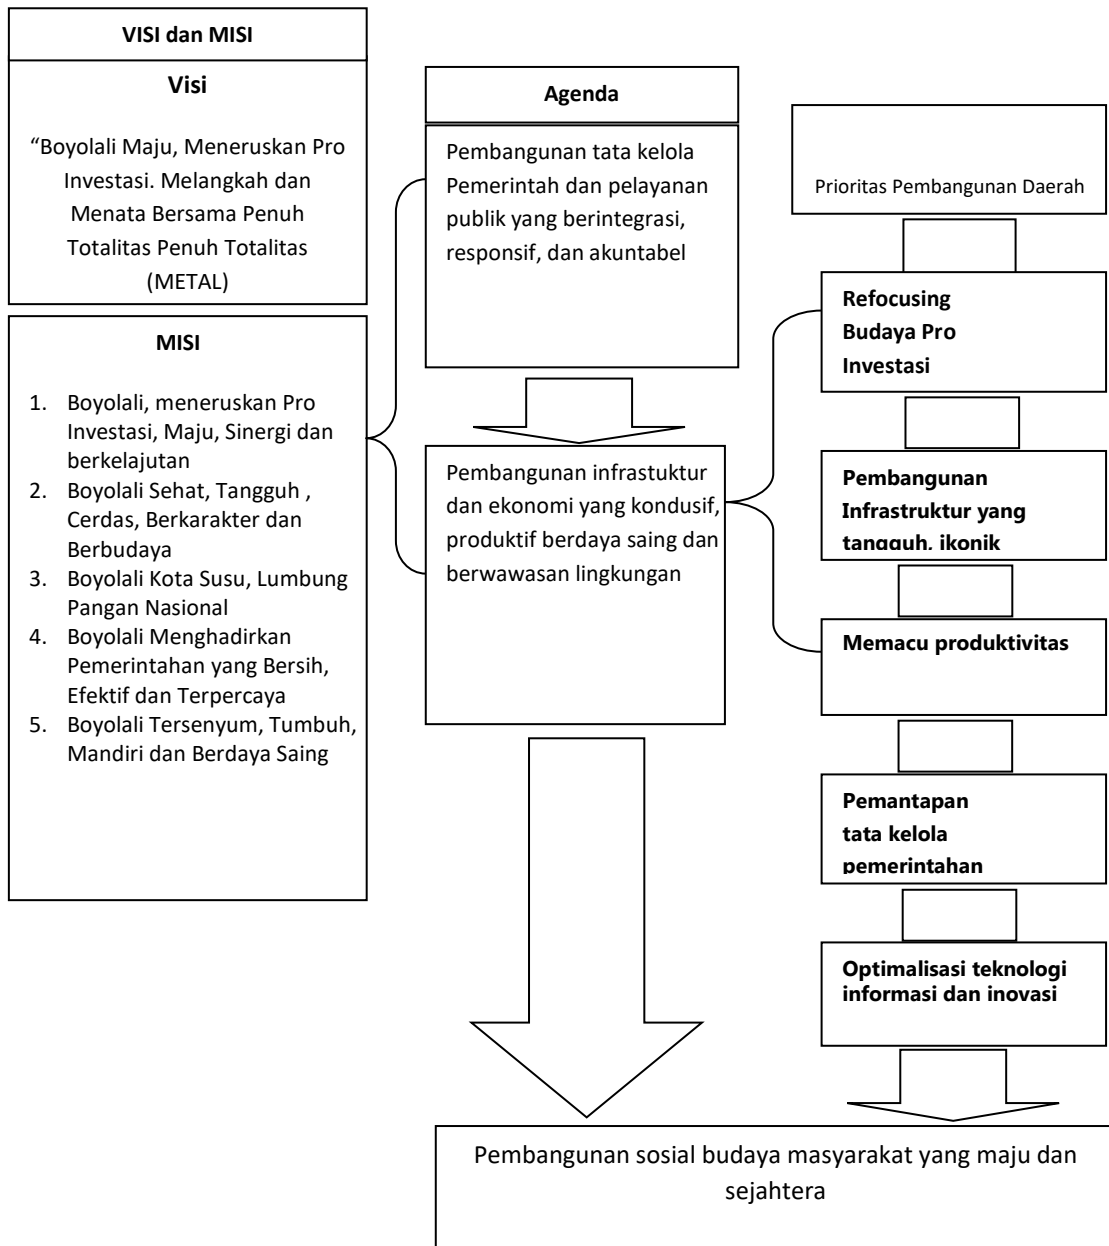 VISI dan MISI
Visi
“Boyolali Maju, Meneruskan Pro
Investasi. Melangkah dan
Menata Bersama Penuh
Totalitas Penuh Totalitas
(METAL)
MISI
1. Boyolali, meneruskan Pro
Investasi, Maju, Sinergi dan
berkelajutan
2. Boyolali Sehat, Tangguh ,
Cerdas, Berkarakter dan
Berbudaya
3. Boyolali Kota Susu, Lumbung
Pangan Nasional
4. Boyolali Menghadirkan
Pemerintahan yang Bersih,
Efektif dan Terpercaya
5. Boyolali Tersenyum, Tumbuh,
Mandiri dan Berdaya Saing
Agenda
Pembangunan tata kelola
Pemerintah dan pelayanan
publik yang berintegrasi,
responsif, dan akuntabel
Pembangunan infrastuktur
dan ekonomi yang kondusif,
produktif berdaya saing dan
berwawasan lingkungan
Prioritas Pembangunan Daerah
Refocusing
Budaya Pro
Investasi
Pembangunan
Infrastruktur yang
tangguh, ikonik
Memacu produktivitas
Pemantapan
tata kelola
pemerintahan
Optimalisasi teknologi
informasi dan inovasi
Pembangunan sosial budaya masyarakat yang maju dan
sejahtera